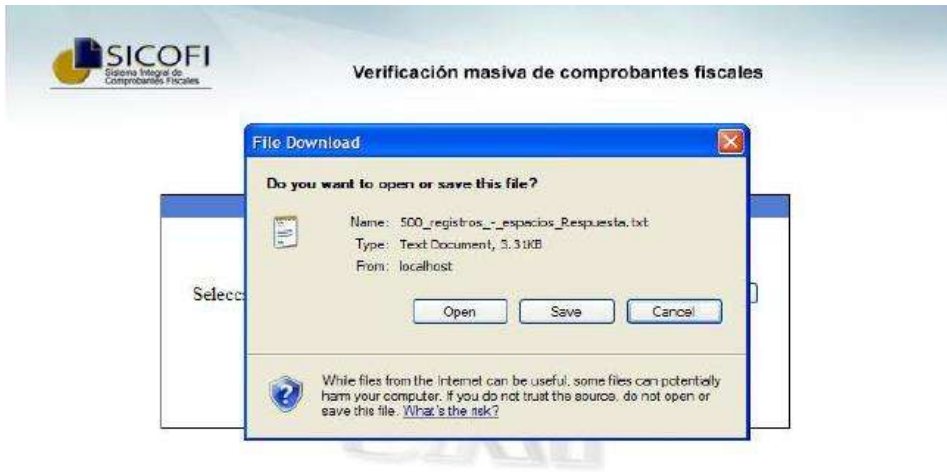 SICOFI
Sistema Integral de
Comprobantes Fiscales
Verificación masiva de comprobantes fiscales
File Download
Do you want to open or save this file?
Name: 500_registros_-_espacios_Respuesta.txt
Type: Text Document, 3.31KB
From: localhost
Selecc
Open Save Cancel
While files from the Internet can be useful, some files can potentially
harm your computer. If you do not trust the source, do not open or
save this file. What's the risk?